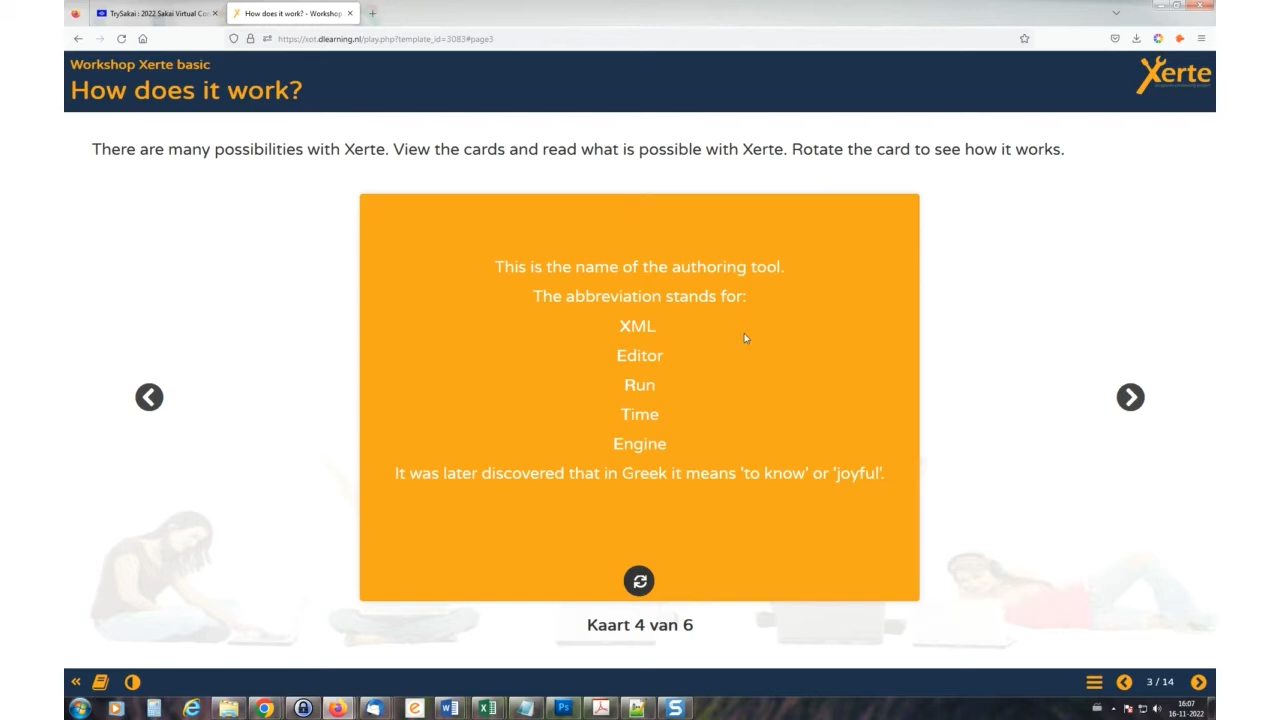 TrySakai : 2022 Sakai Virtual Con
How does it work? - Workshop
https://xot.dlearning.nl/play.php?template_id=3083#page3
Workshop Xerte basic
How does it work?
Xerte
There are many possibilities with Xerte. View the cards and read what is possible with Xerte. Rotate the card to see how it works.
This is the name of the authoring tool.
The abbreviation stands for:
XML
Editor
Run
Time
Engine
It was later discovered that in Greek it means 'to know' or 'joyful'.
Kaart 4 van 6
3 / 14
16:07
16-11-2022